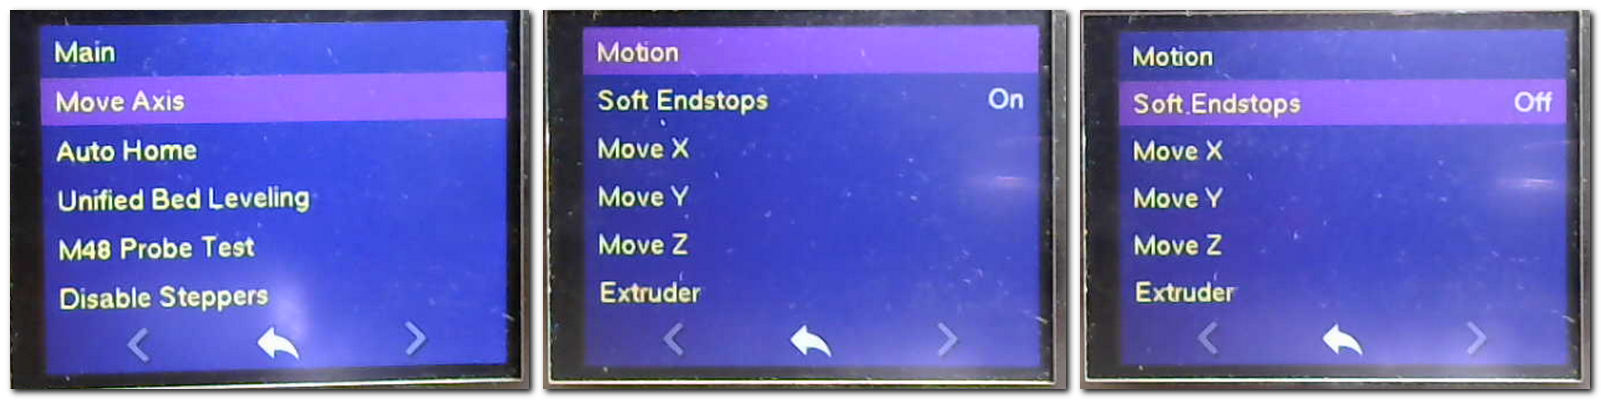 Main
Move Axis
Auto Home
Unified Bed Leveling
M48 Probe Test
Disable Steppers
Motion
Soft Endstops On
Move X
Move Y
Move Z
Extruder
Motion
Soft Endstops Off
Move X
Move Y
Move Z
Extruder